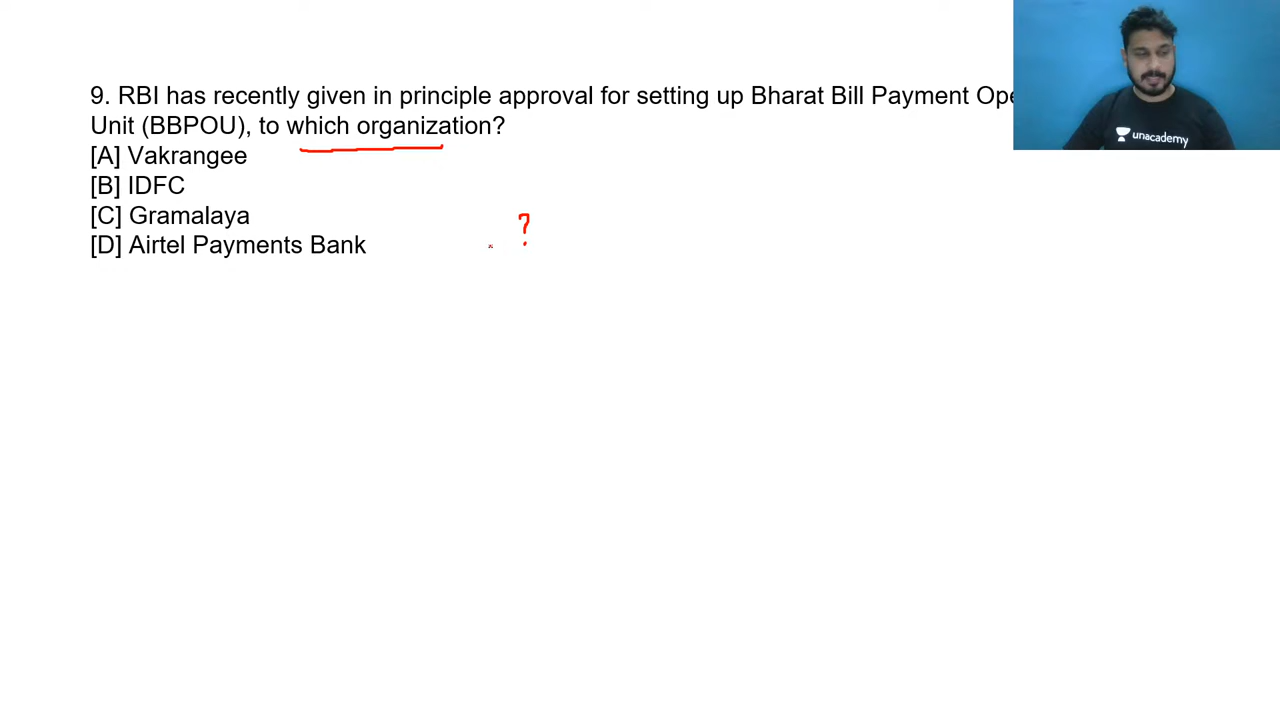 9. RBI has recently given in principle approval for setting up Bharat Bill Payment Ope
Unit (BBPOU), to which organization?
[A] Vakrangee
[B] IDFC
[C] Gramalaya
[D] Airtel Payments Bank
?
unacademy